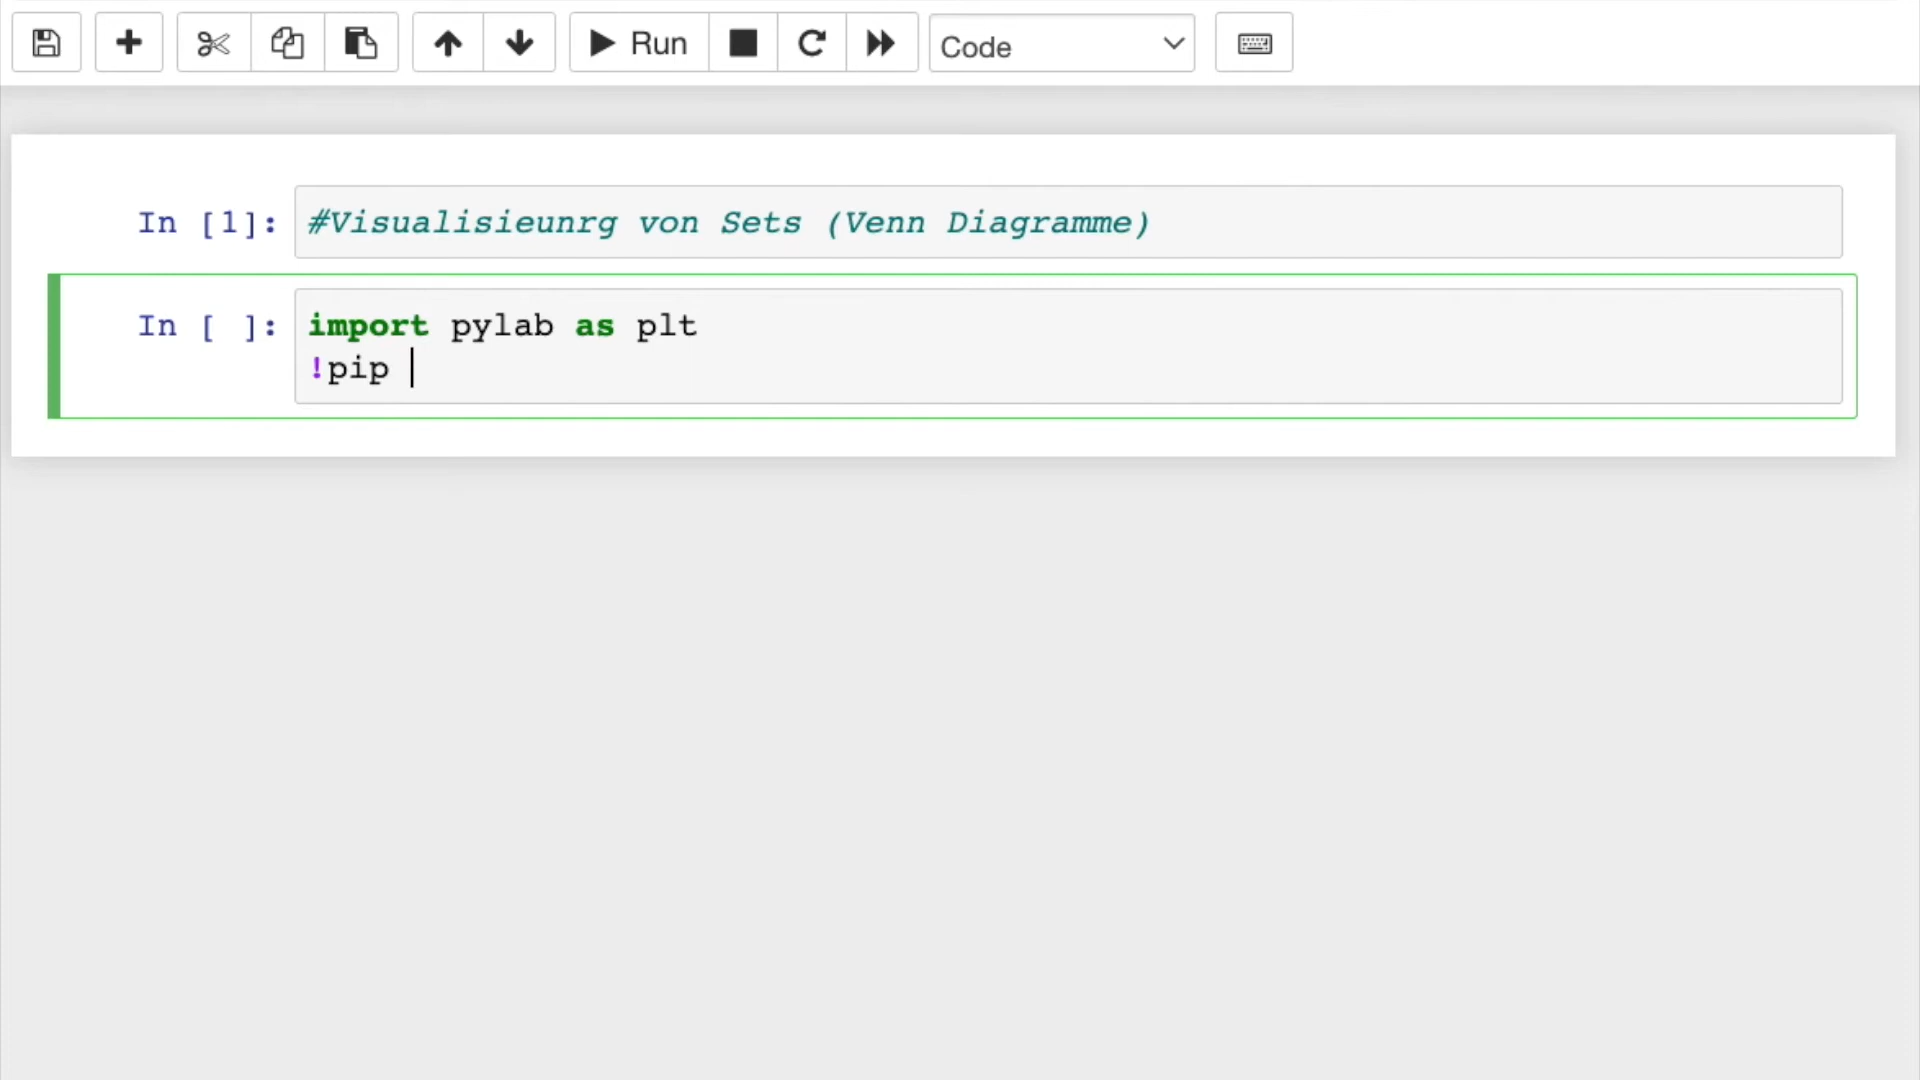 Run
Code
In [1]: #Visualisieunrg von Sets (Venn Diagramme)
In [ ]: import pylab as plt
!pip